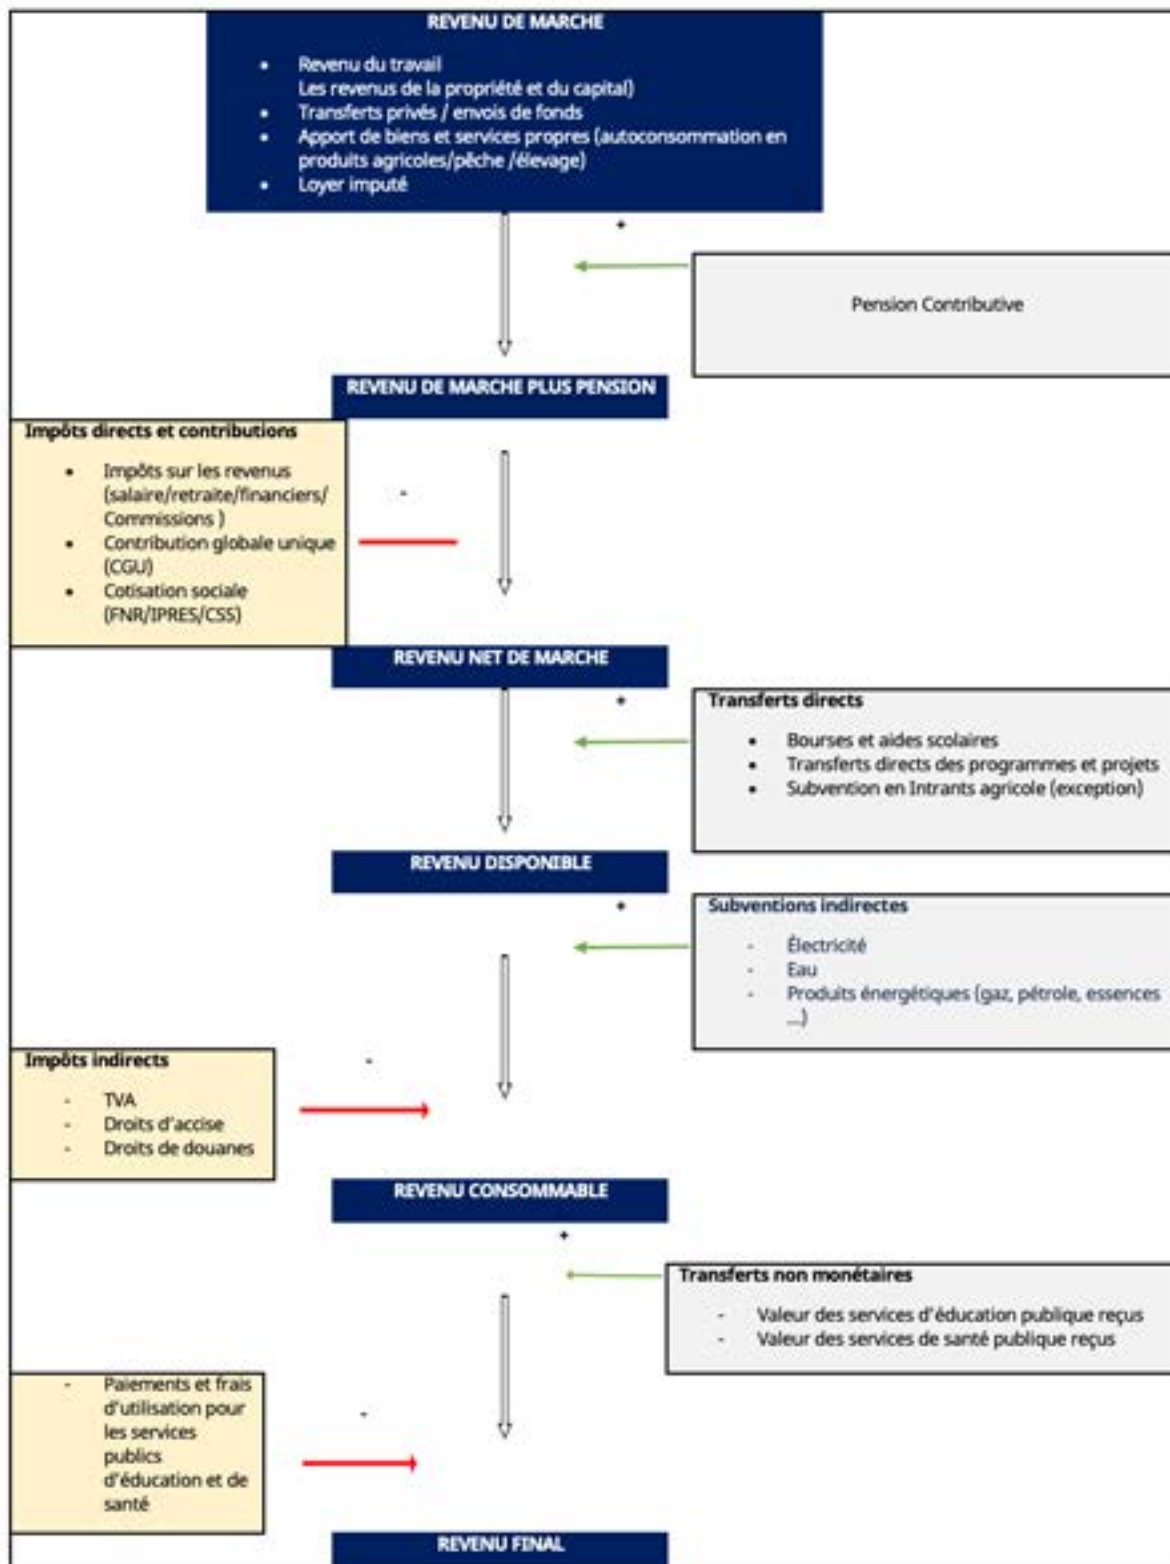 REVENU DE MARCHE
• Revenu du travail
Les revenus de la propriété et du capital)
• Transferts privés / envois de fonds
• Apport de biens et services propres (autoconsommation en
produits agricoles/pêche /élevage)
• Loyer imputé
+
Pension Contributive
REVENU DE MARCHE PLUS PENSION
Impôts directs et contributions
• Impôts sur les revenus
(salaire/retraite/financiers/
Commissions )
• Contribution globale unique
(CGU)
• Cotisation sociale
(FNR/IPRES/CSS)
-
REVENU NET DE MARCHE
+
Transferts directs
• Bourses et aides scolaires
• Transferts directs des programmes et projets
• Subvention en Intrants agricole (exception)
REVENU DISPONIBLE
+
Subventions indirectes
- Électricité
- Eau
- Produits énergétiques (gaz, pétrole, essences
...)
Impôts indirects
- TVA
- Droits d'accise
- Droits de douanes
-
REVENU CONSOMMABLE
+
Transferts non monétaires
- Valeur des services d'éducation publique reçus
- Valeur des services de santé publique reçus
- Paiements et frais
d'utilisation pour
les services
publics
d'éducation et de
santé
-
REVENU FINAL